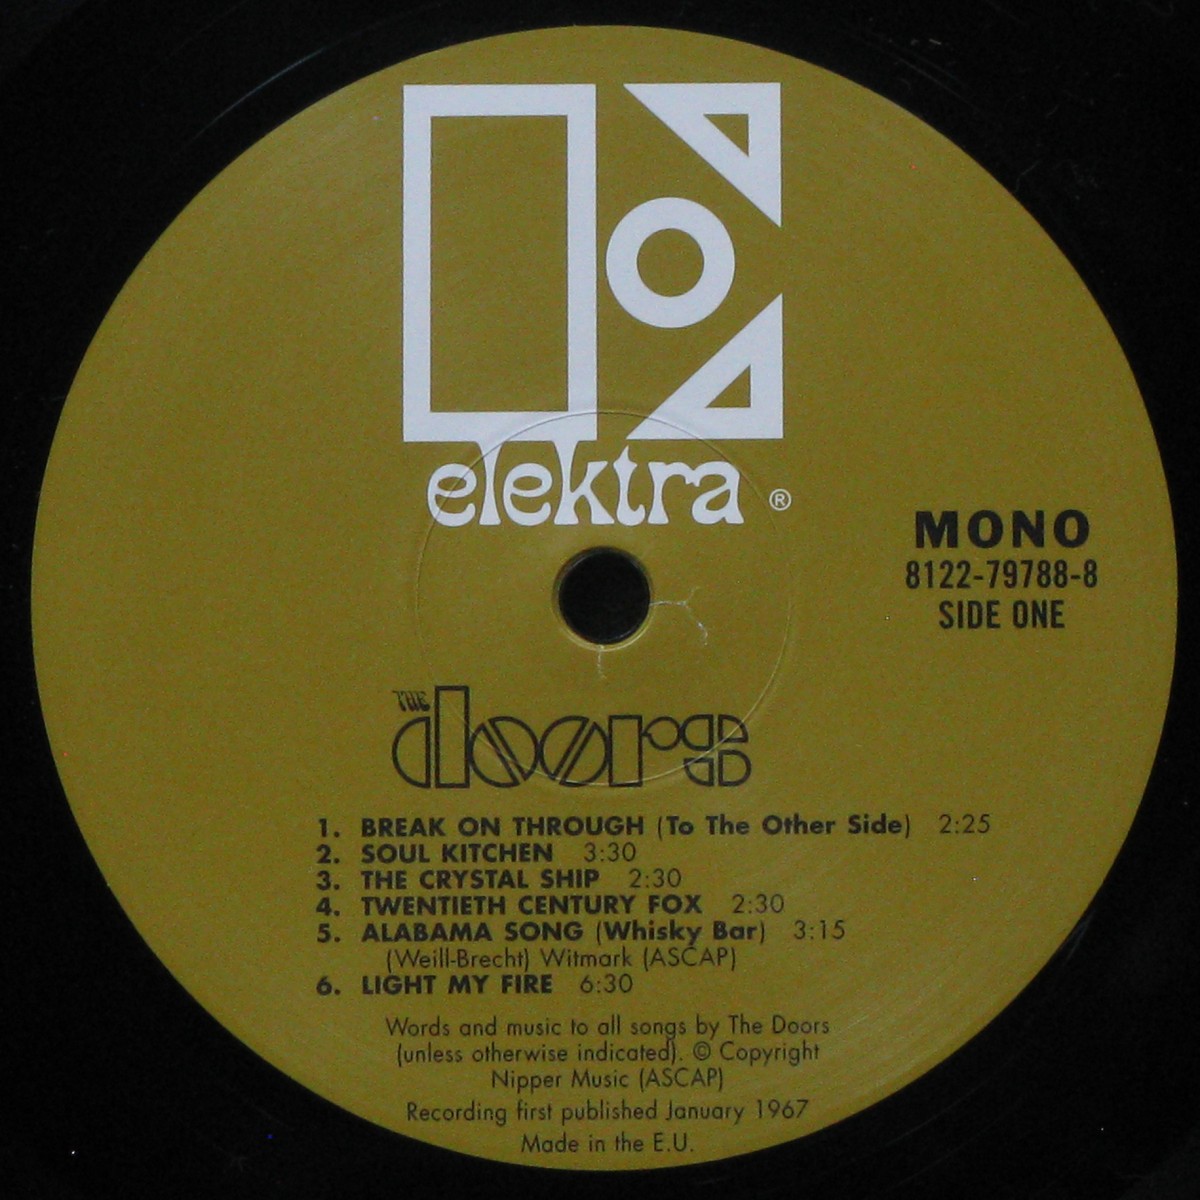 elektra ®
MONO
8122-79788-8
SIDE ONE
THE
doors
1. BREAK ON THROUGH (To The Other Side) 2:25
2. SOUL KITCHEN 3:30
3. THE CRYSTAL SHIP 2:30
4. TWENTIETH CENTURY FOX 2:30
5. ALABAMA SONG (Whisky Bar) 3:15
(Weill-Brecht) Witmark (ASCAP)
6. LIGHT MY FIRE 6:30
Words and music to all songs by The Doors
(unless otherwise indicated). © Copyright
Nipper Music (ASCAP)
Recording first published January 1967
Made in the E.U.